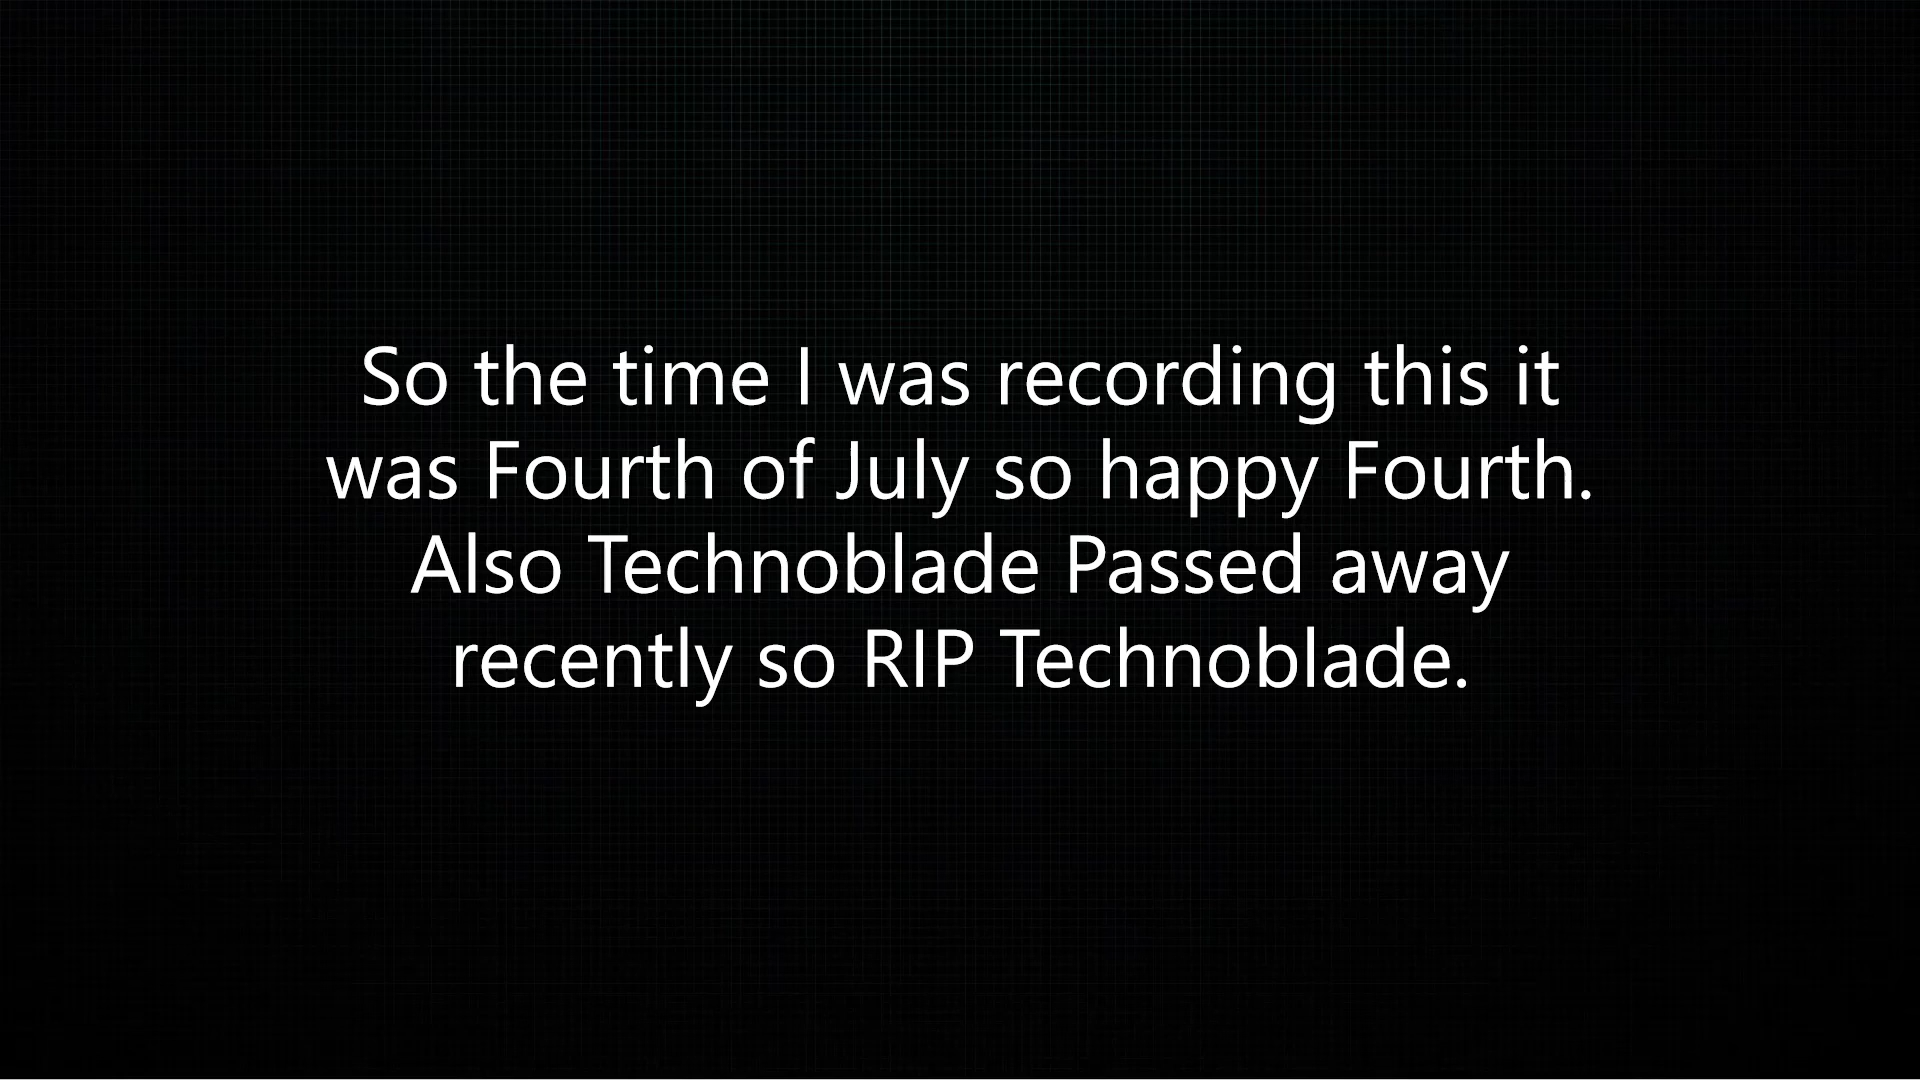 So the time I was recording this it
was Fourth of July so happy Fourth.
Also Technoblade Passed away
recently so RIP Technoblade.